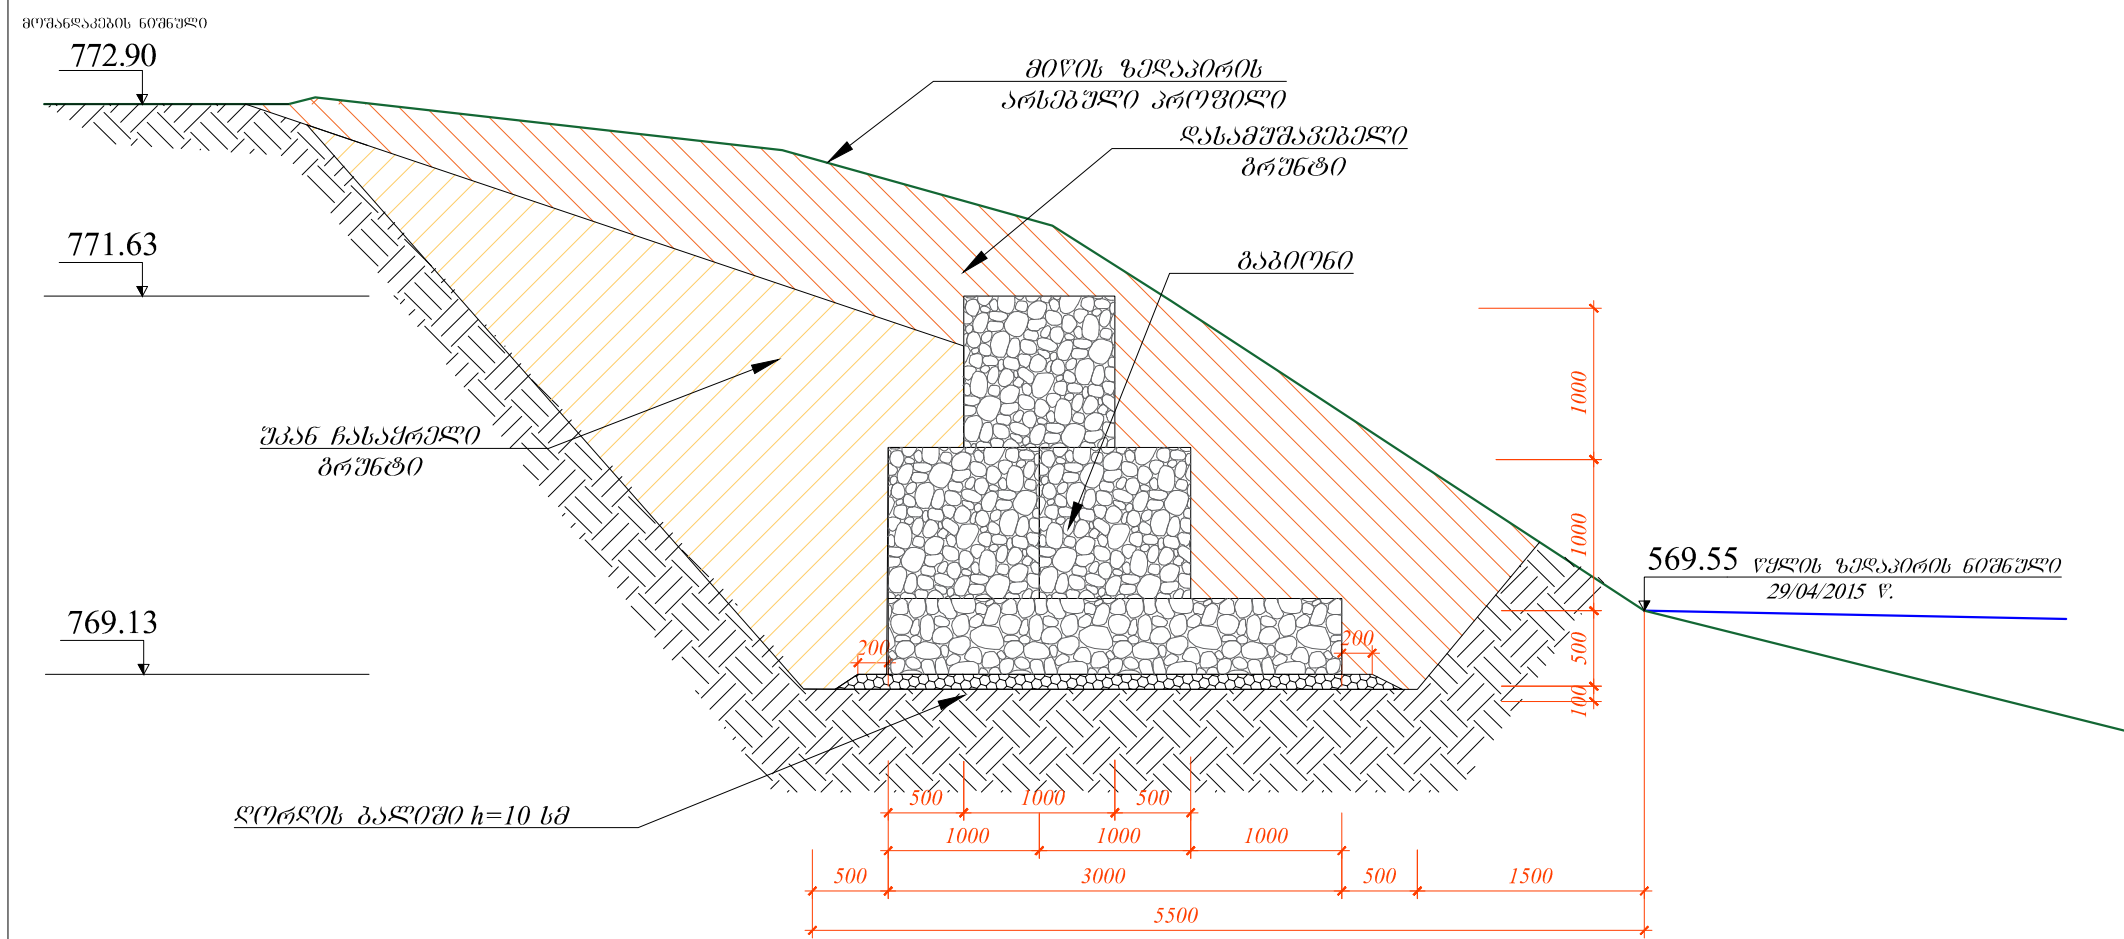 მოშანდაკების ნიშნული
772.90
მიწის ზედაპირის
არსებული პროფილი
დასამუშავებელი
გრუნტი
771.63
გაბიონი
1000
უკან ჩასაყრელი
გრუნტი
1000
569.55 წყლის ზედაპირის ნიშნული
29/04/2015 წ.
769.13
200
200
500
100
ღორღის ბალიში h=10 სმ
500 1000 500
1000 1000 1000
500 3000 500 1500
5500